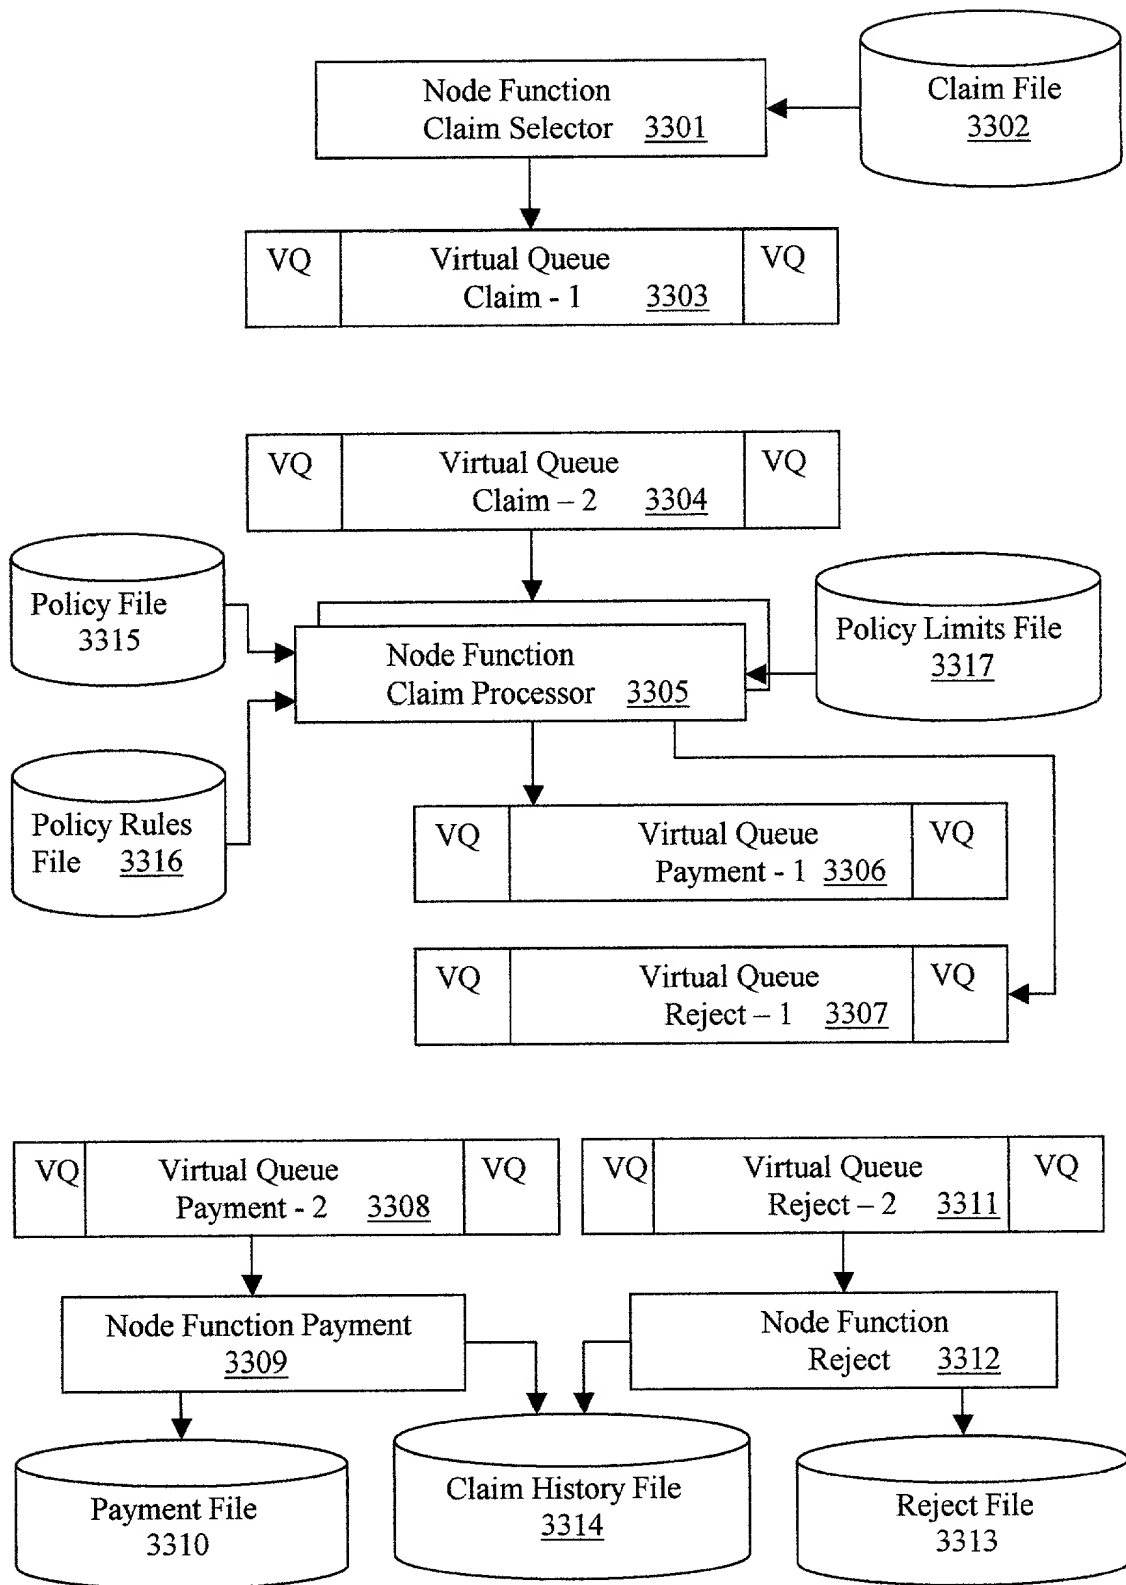 Node Function
Claim Selector 3301
Claim File
3302
VQ
Virtual Queue
Claim - 1 3303
VQ
VQ
Virtual Queue
Claim – 2 3304
VQ
Policy File
3315
Node Function
Claim Processor 3305
Policy Limits File
3317
Policy Rules
File 3316
VQ
Virtual Queue
Payment - 1 3306
VQ
VQ
Virtual Queue
Reject – 1 3307
VQ
VQ
Virtual Queue
Payment - 2 3308
VQ
VQ
Virtual Queue
Reject – 2 3311
VQ
Node Function Payment
3309
Node Function
Reject 3312
Payment File
3310
Claim History File
3314
Reject File
3313